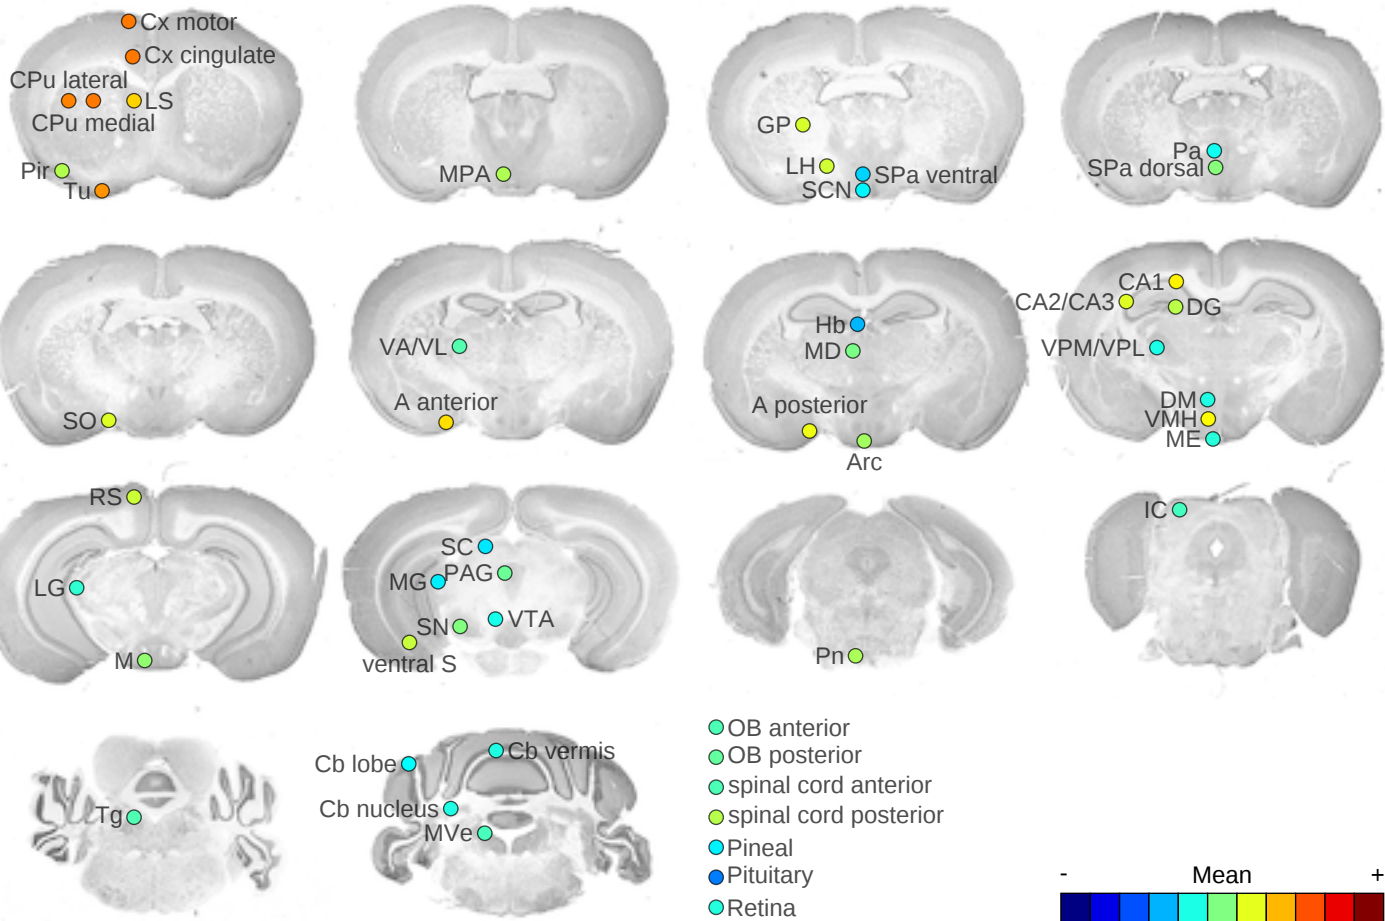 Cx motor
Cx cingulate
CPu lateral
LS
CPu medial
Pir
Tu
MPA
GP
LH
SPa ventral
SCN
Pa
SPa dorsal
SO
VA/VL
A anterior
Hb
MD
A posterior
Arc
CA1
CA2/CA3
DG
VPM/VPL
DM
VMH
ME
RS
LG
M
SC
MG
PAG
SN
VTA
ventral S
Pn
IC
Tg
Cb lobe
Cb vermis
Cb nucleus
MVe
OB anterior
OB posterior
spinal cord anterior
spinal cord posterior
Pineal
Pituitary
Retina
- Mean +